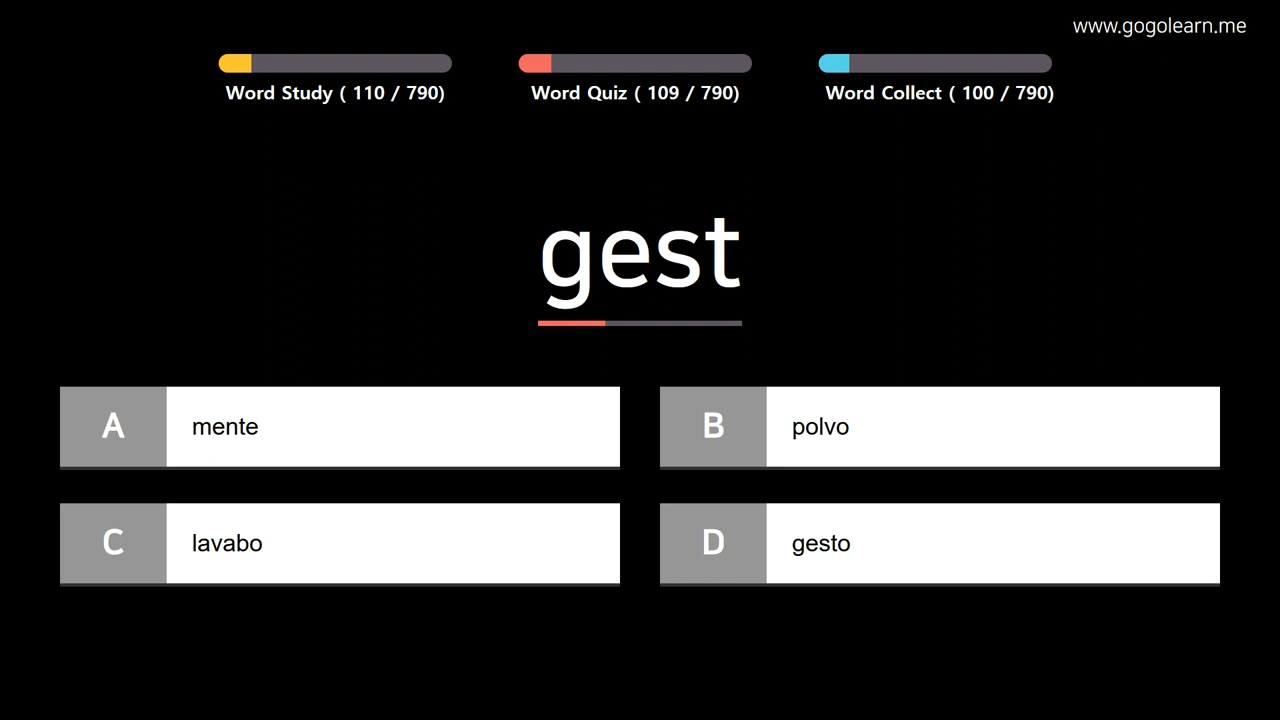 www.gogolearn.me
Word Study ( 110 / 790)
Word Quiz ( 109 / 790)
Word Collect ( 100 / 790)
gest
A mente
B polvo
C lavabo
D gesto